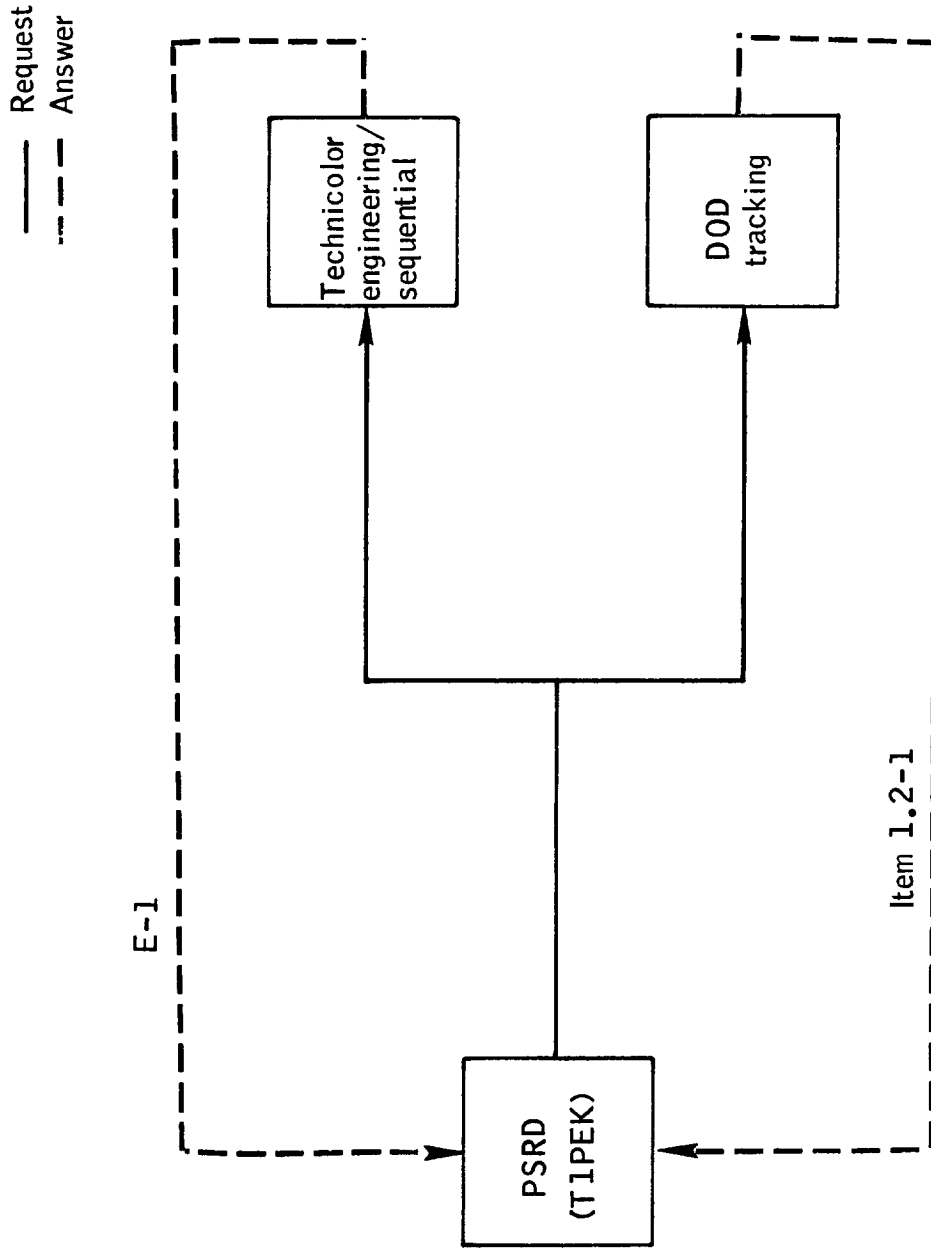 Request
Answer
E-1
Technicolor
engineering/
sequential
PSRD
(T1PEK)
DOD
tracking
Item 1.2-1